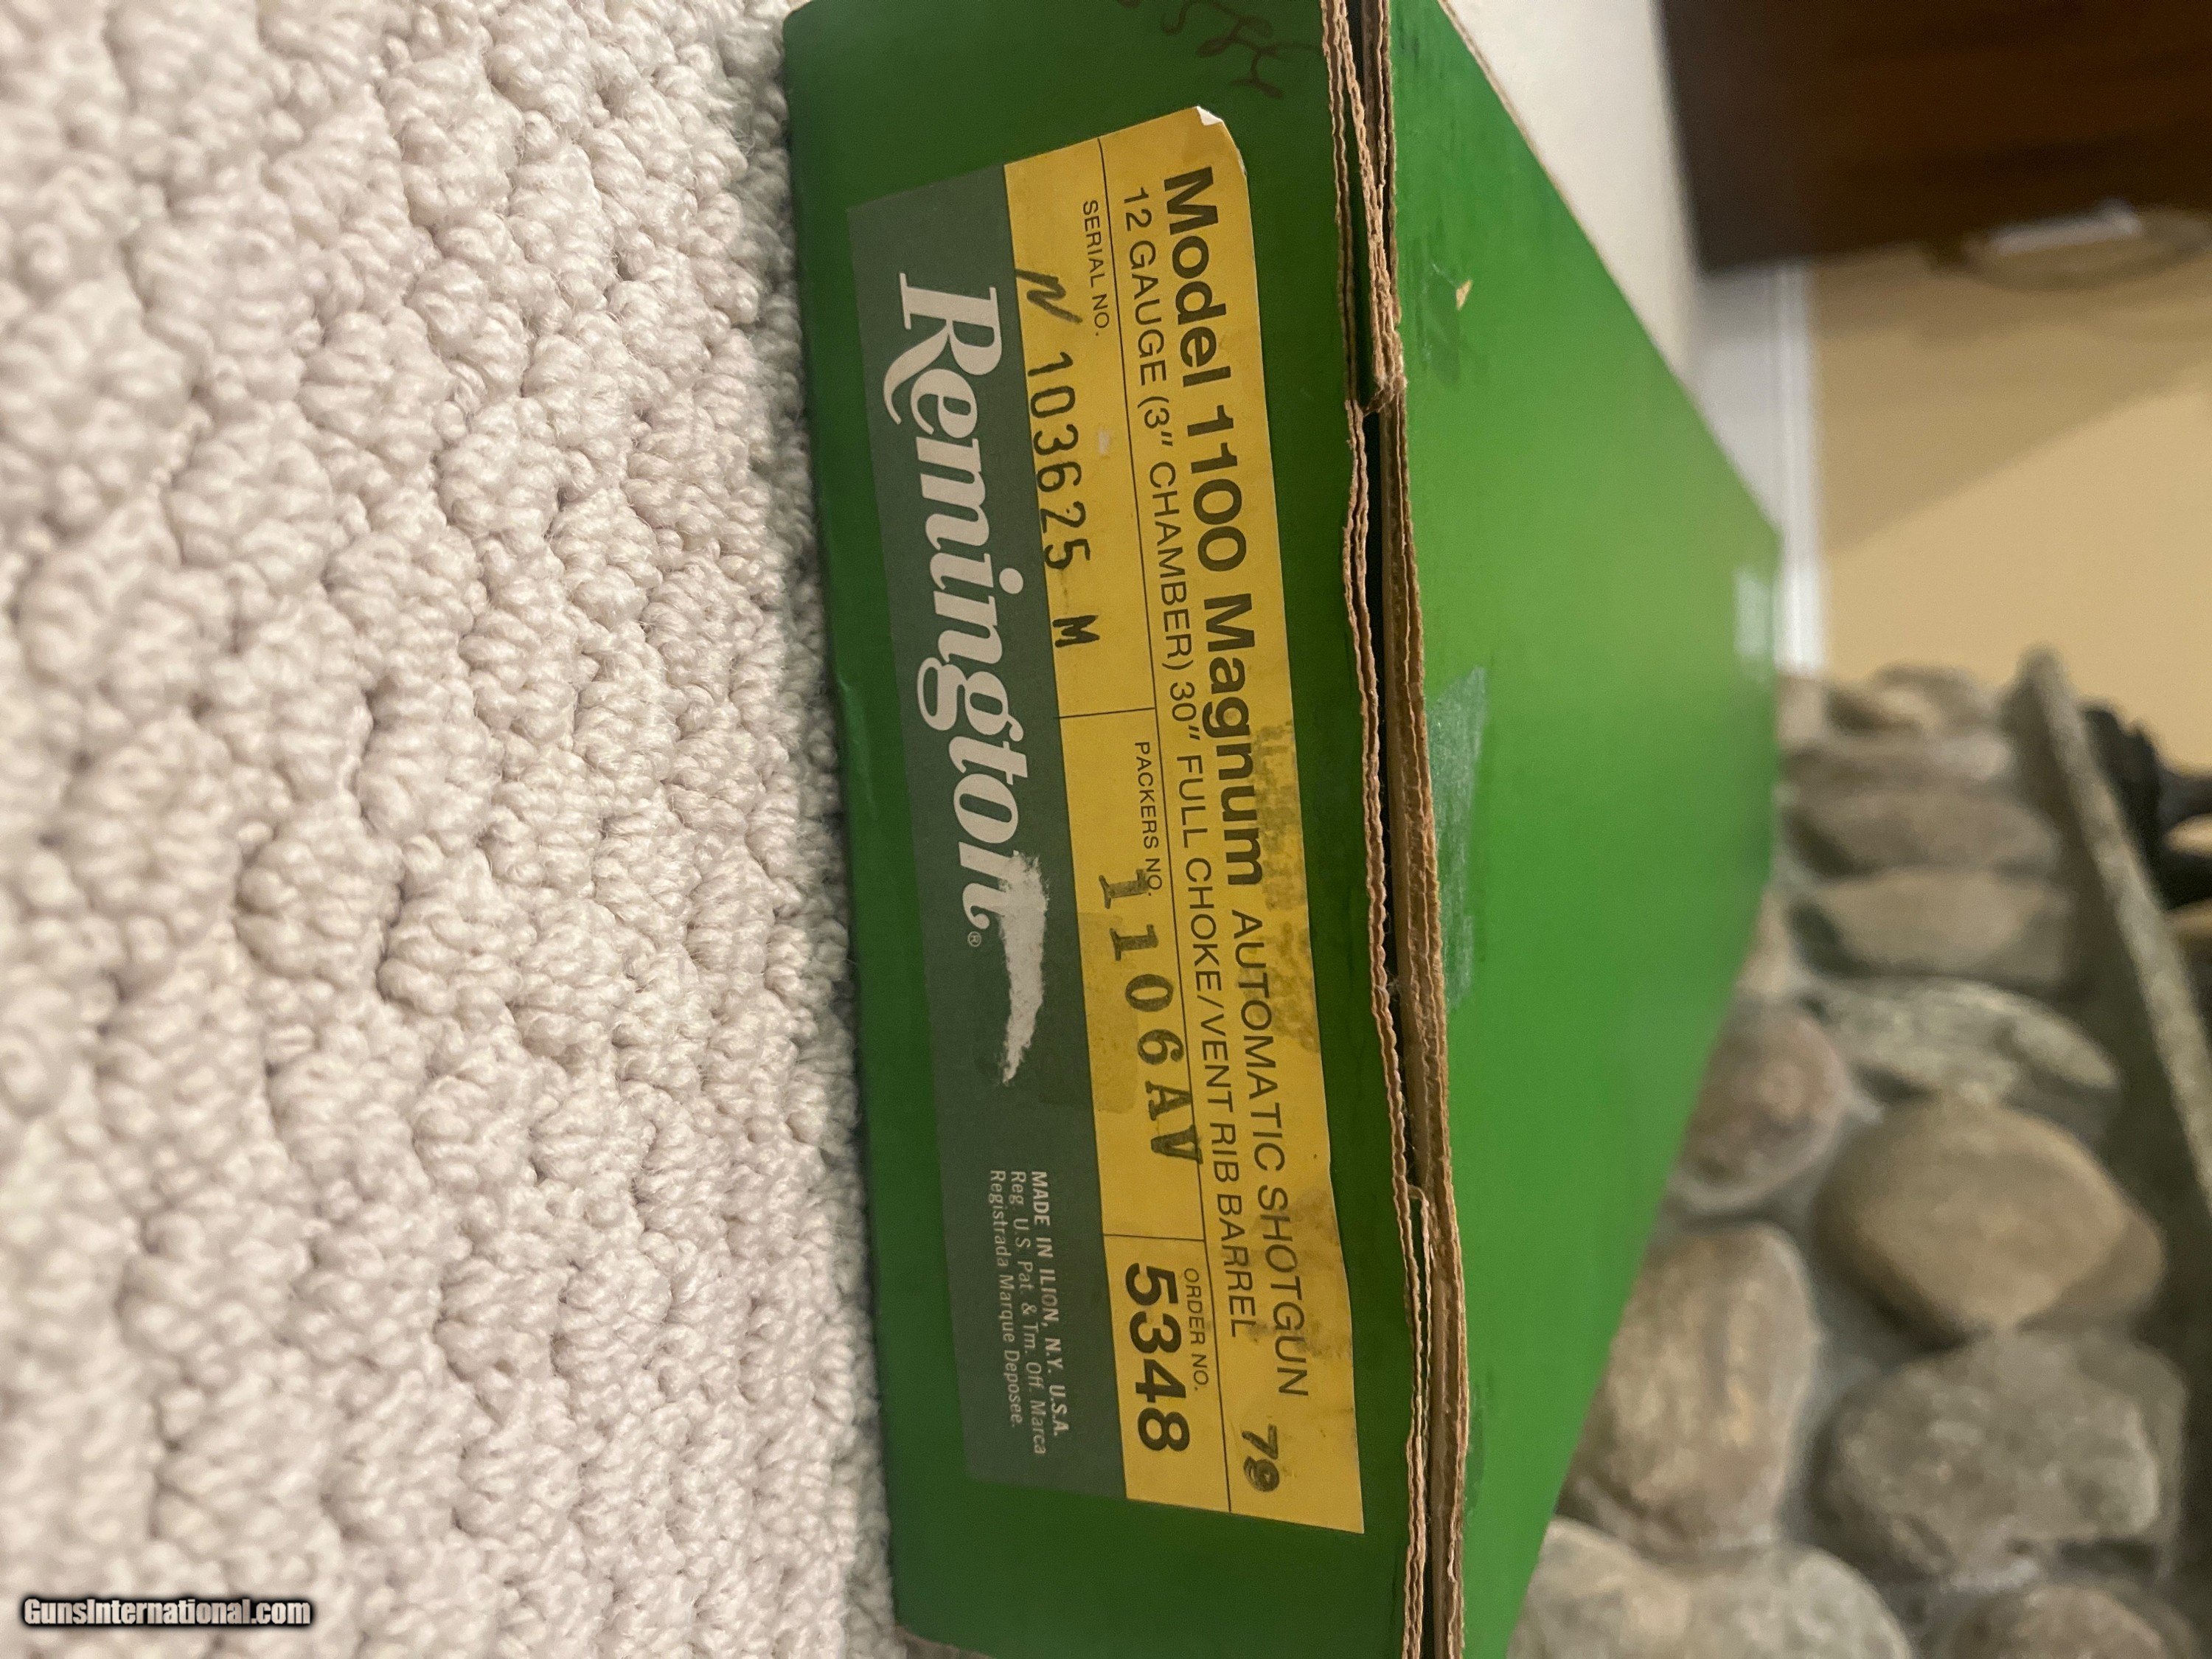 Model 1100 Magnum AUTOMATIC SHOTGUN
12 GAUGE (3" CHAMBER) 30" FULL CHOKE/VENT RIB BARREL
SERIAL NO.
N 103625 M
PACKERS NO.
1106AV
ORDER NO.
5348
Remington®
MADE IN ILION, N.Y. U.S.A.
Reg. U.S. Pat. & Tm. Off. Marca
Registrada Marque Deposee.
GunsInternational.com